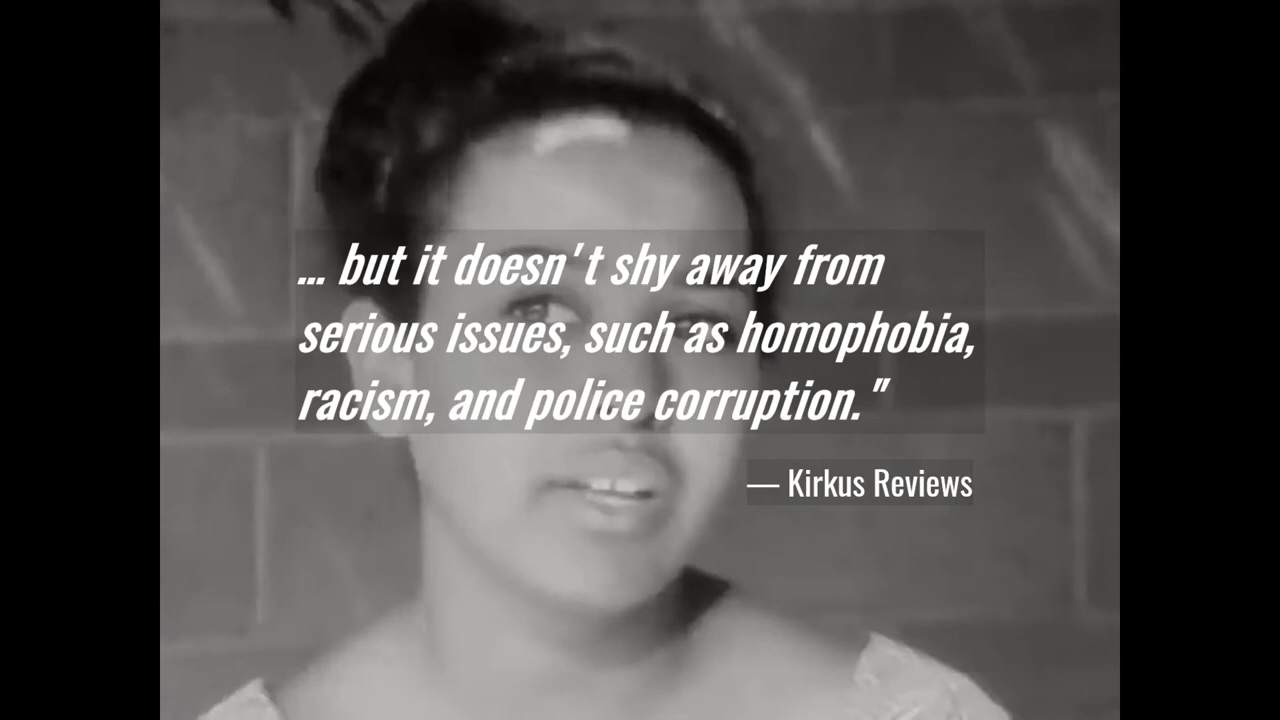 ... but it doesn't shy away from
serious issues, such as homophobia,
racism, and police corruption."
— Kirkus Reviews